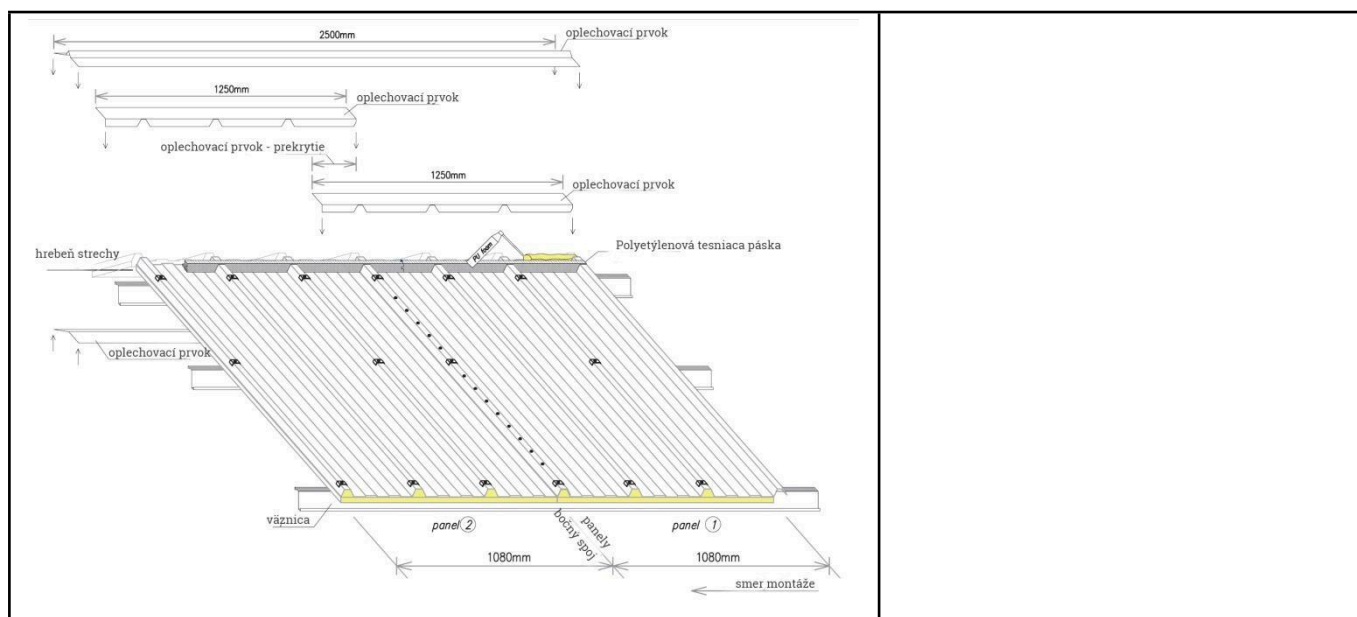 2500mm
oplechovací prvok
1250mm
oplechovací prvok
oplechovací prvok - prekrytie
1250mm
oplechovací prvok
PU foam
Polyetýlenová tesniaca páska
hrebeň strechy
oplechovací prvok
väznica
panel 2
panely
bočný spoj
panel 1
1080mm
1080mm
smer montáže